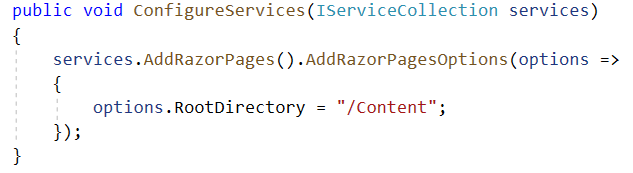 public void ConfigureServices(IServiceCollection services)
{
    services.AddRazorPages().AddRazorPagesOptions(options =>
    {
        options.RootDirectory = "/Content";
    });
}